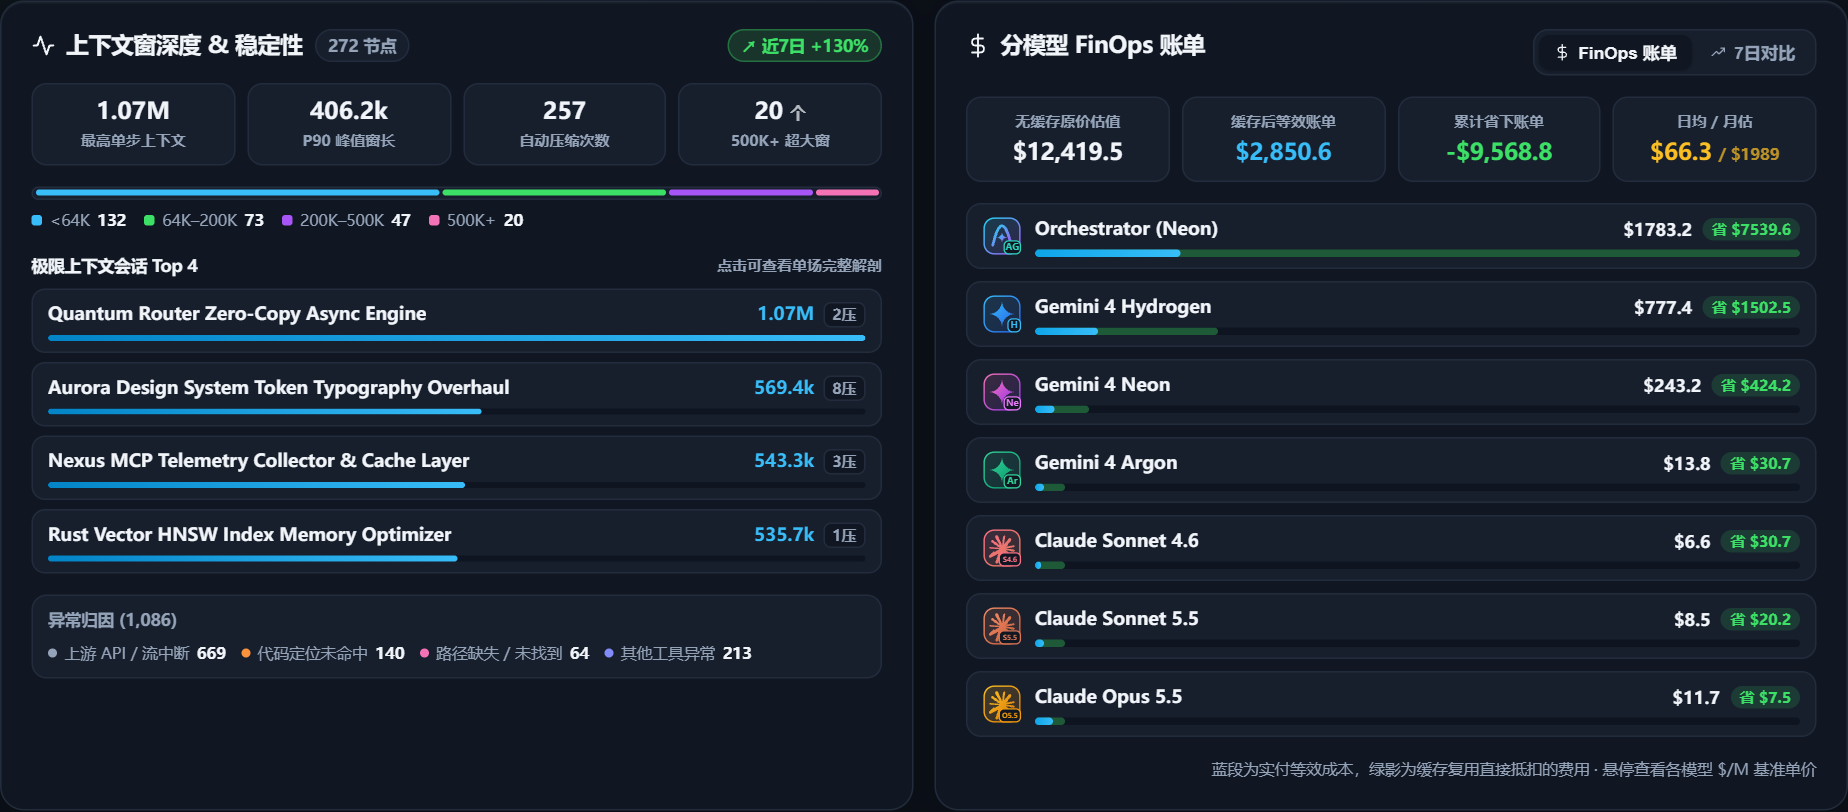 上下文窗深度 & 稳定性 272 节点 ↗ 近7日 +130%
1.07M 406.2k 257 20 个
最高单步上下文 P90 峰值窗长 自动压缩次数 500K+ 超大窗
<64K 132 64K–200K 73 200K–500K 47 500K+ 20
极限上下文会话 Top 4 点击可查看单场完整解剖
Quantum Router Zero-Copy Async Engine 1.07M 2压
Aurora Design System Token Typography Overhaul 569.4k 8压
Nexus MCP Telemetry Collector & Cache Layer 543.3k 3压
Rust Vector HNSW Index Memory Optimizer 535.7k 1压
异常归因 (1,086)
上游 API / 流中断 669 代码定位未命中 140 路径缺失 / 未找到 64 其他工具异常 213
$ 分模型 FinOps 账单 $ FinOps 账单 7日对比
无缓存原价估值 缓存后等效账单 累计省下账单 日均 / 月估
$12,419.5 $2,850.6 -$9,568.8 $66.3 / $1989
AG Orchestrator (Neon) $1783.2 省 $7539.6
H Gemini 4 Hydrogen $777.4 省 $1502.5
Ne Gemini 4 Neon $243.2 省 $424.2
Ar Gemini 4 Argon $13.8 省 $30.7
S4.6 Claude Sonnet 4.6 $6.6 省 $30.7
S5.5 Claude Sonnet 5.5 $8.5 省 $20.2
O5.5 Claude Opus 5.5 $11.7 省 $7.5
蓝段为实付等效成本，绿影为缓存复用直接抵扣的费用 · 悬停查看各模型 $/M 基准单价